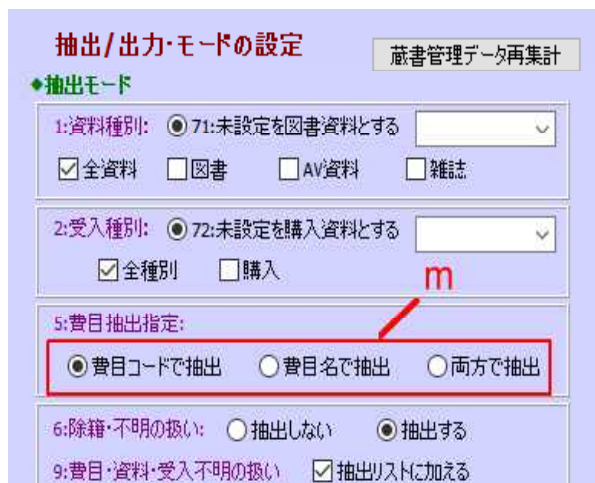 抽出/出力・モードの設定
蔵書管理データ再集計
◆抽出モード
1:資料種別: 71:未設定を図書資料とする
全資料 図書 AV資料 雑誌
2:受入種別: 72:未設定を購入資料とする
全種別 購入
m
5:費目抽出指定:
費目コードで抽出 費目名で抽出 両方で抽出
6:除籍・不明の扱い: 抽出しない 抽出する
9:費目・資料・受入不明の扱い 抽出リストに加える